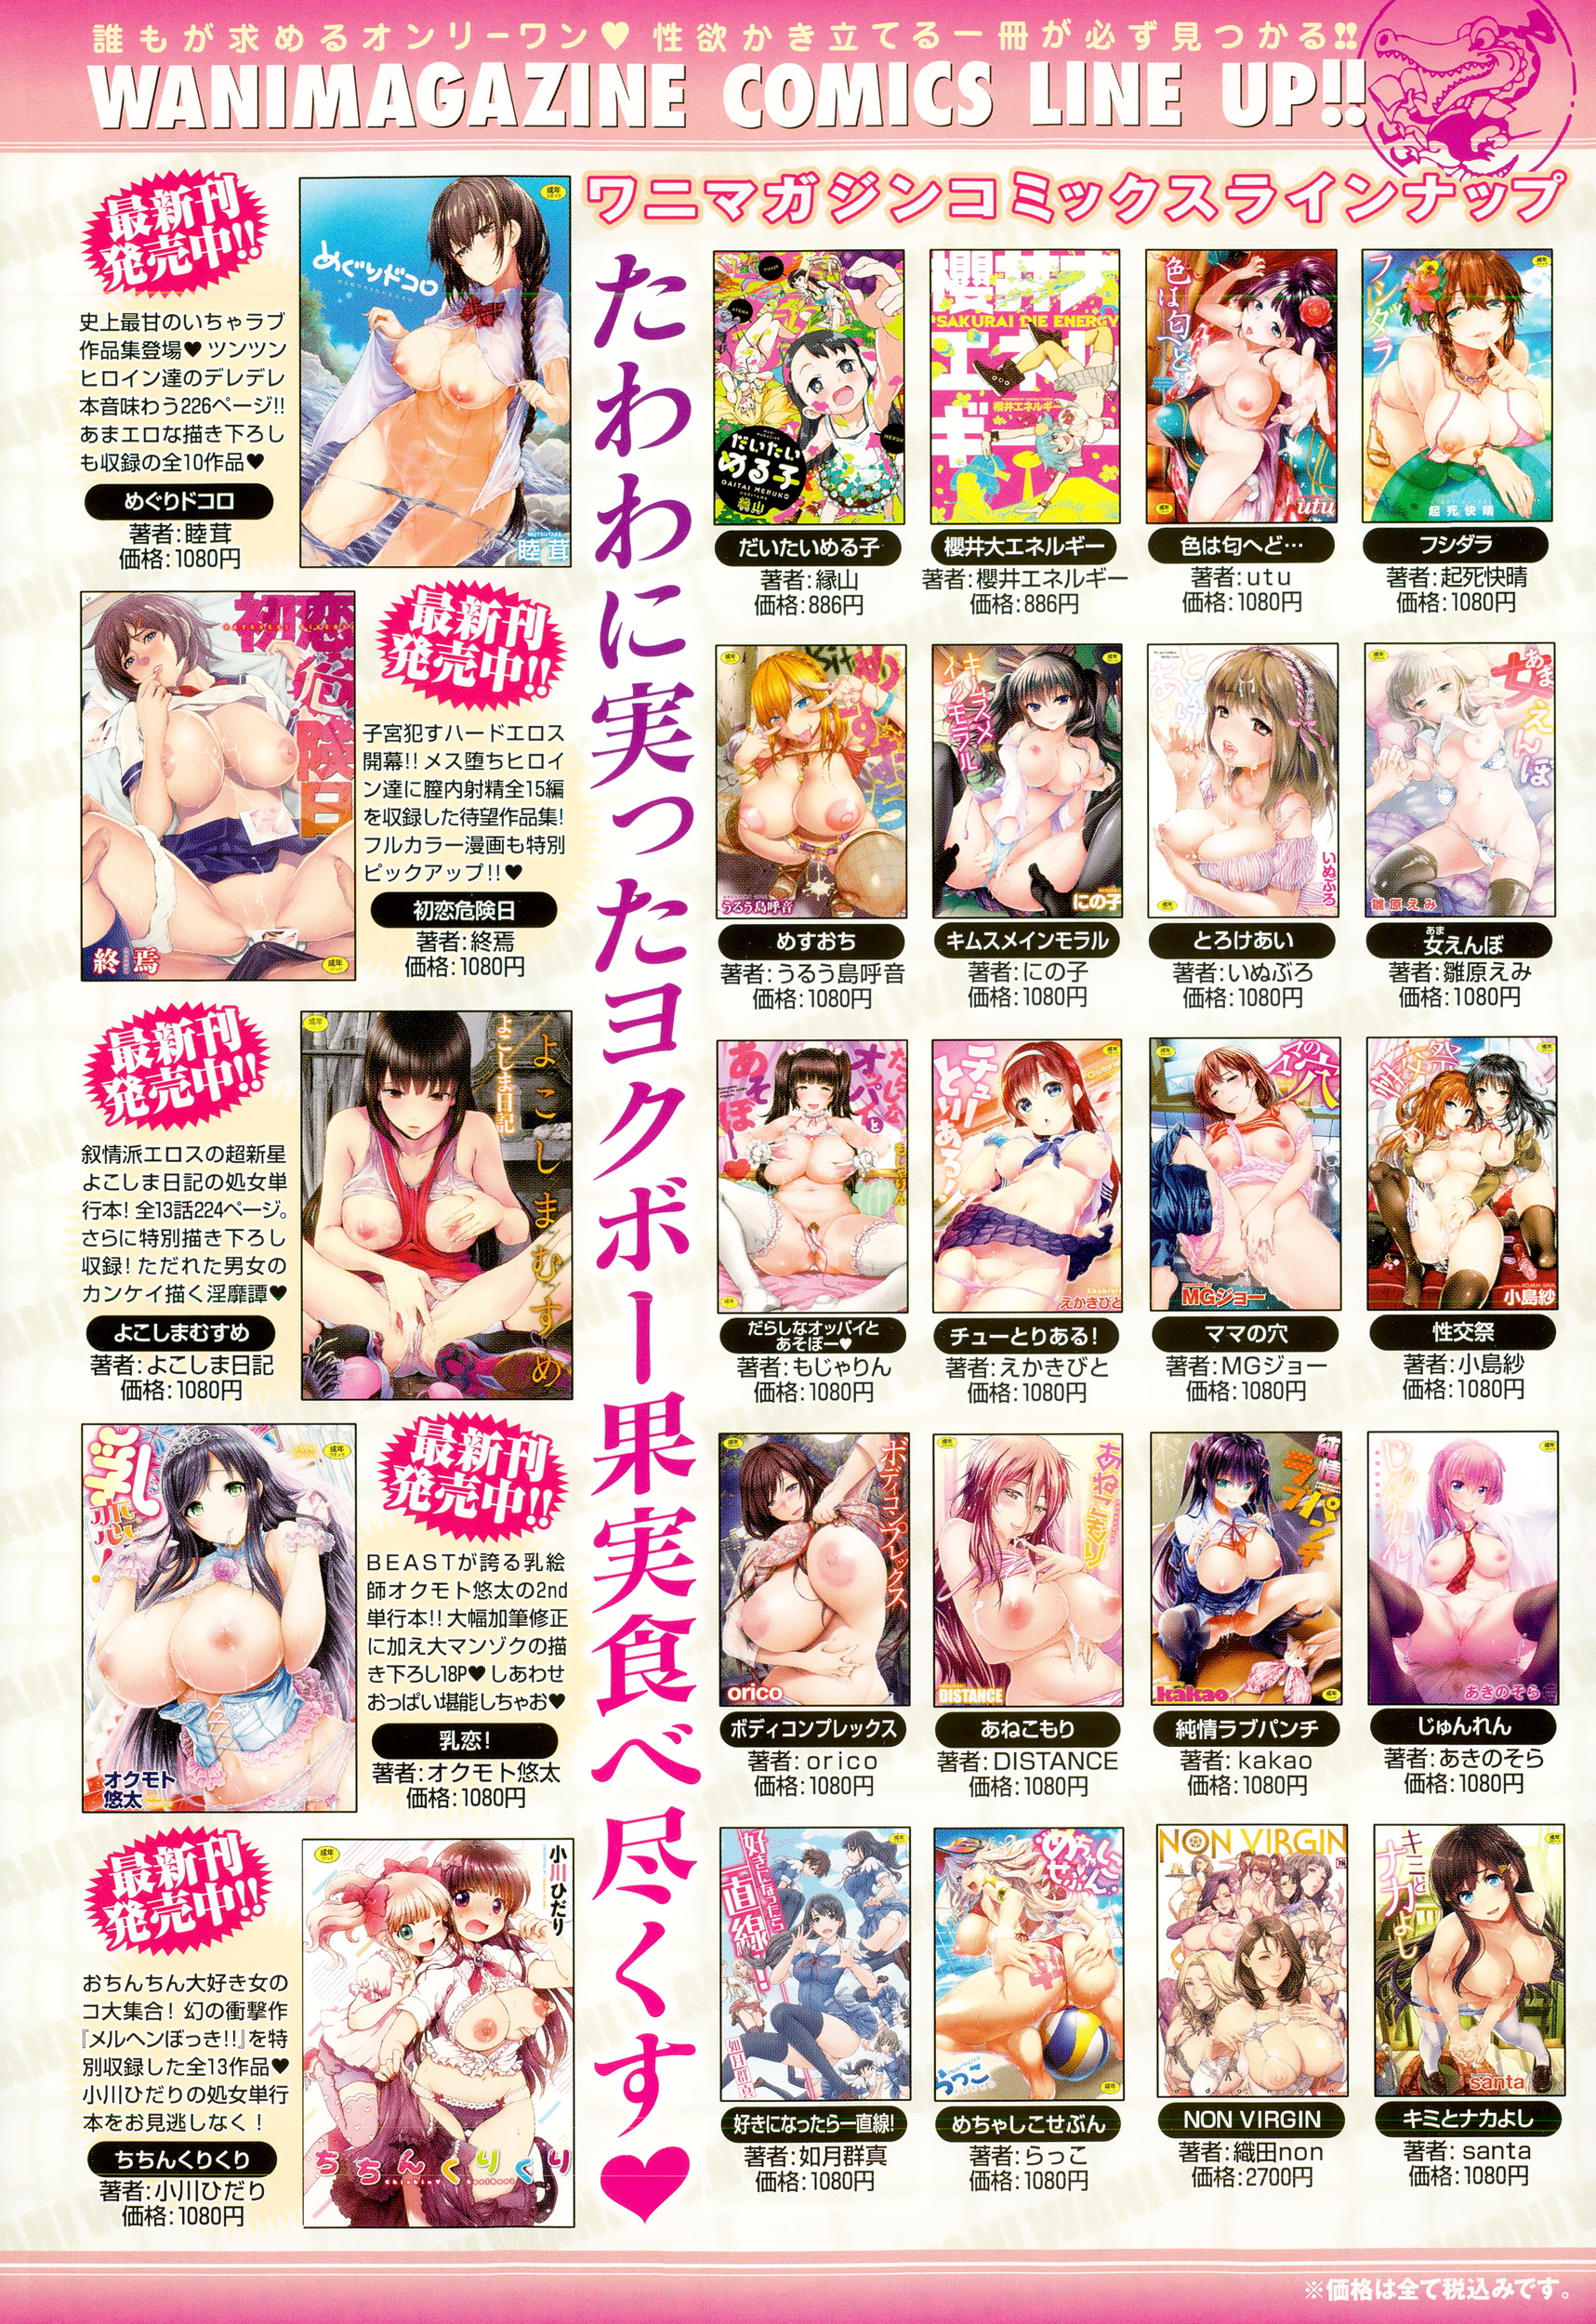 誰もが求めるオンリーワン♥ 性欲かき立てる一冊が必ず見つかる!!
WANIMAGAZINE COMICS LINE UP!!
ワニマガジンコミックスラインナップ
たわわに実ったヨクボー果実食べ尽くす♥
最新刊
発売中!!
史上最甘のいちゃラブ
作品集登場♥ ツンツン
ヒロイン達のデレデレ
本音味わう226ページ!!
あまエロな描き下ろし
も収録の全10作品♥
めぐりドコロ
著者:睦茸
価格:1080円
最新刊
発売中!!
子宮犯すハードエロス
開幕!! メス堕ちヒロイ
ン達に膣内射精全15編
を収録した待望作品集!
フルカラー漫画も特別
ピックアップ!!♥
初恋危険日
著者:終焉
価格:1080円
最新刊
発売中!!
叙情派エロスの超新星
よこしま日記の処女単
行本! 全13話224ページ。
さらに特別描き下ろし
収録! ただれた男女の
カンケイ描く淫靡譚♥
よこしまむすめ
著者:よこしま日記
価格:1080円
最新刊
発売中!!
BEASTが誇る乳絵
師オクモト悠太の2nd
単行本!! 大幅加筆修正
に加え大マンゾクの描
き下ろし18P♥ しあわせ
おっぱい堪能しちゃお♥
乳恋!
著者:オクモト悠太
価格:1080円
最新刊
発売中!!
おちんちん大好き女の
コ大集合! 幻の衝撃作
『メルヘンぼっき!!』を特
別収録した全13作品♥
小川ひだりの処女単行
本をお見逃しなく!
ちちんくりくり
著者:小川ひだり
価格:1080円
だいたいめる子
著者:縁山
価格:886円
櫻井大エネルギー
著者:櫻井エネルギー
価格:886円
色は匂へど…
著者:utu
価格:1080円
フシダラ
著者:起死快晴
価格:1080円
めすおち
著者:うるう島呼音
価格:1080円
キムスメインモラル
著者:にの子
価格:1080円
とろけあい
著者:いぬぶろ
価格:1080円
あま
女えんぼ
著者:雛原えみ
価格:1080円
だらしなオッパイと
あそぼー♥
著者:もじゃりん
価格:1080円
チューとりある!
著者:えかきびと
価格:1080円
ママの穴
著者:MGジョー
価格:1080円
性交祭
著者:小島紗
価格:1080円
ボディコンプレックス
著者:orico
価格:1080円
あねこもり
著者:DISTANCE
価格:1080円
純情ラブパンチ
著者:kakao
価格:1080円
じゅんれん
著者:あきのそら
価格:1080円
好きになったら一直線!
著者:如月群真
価格:1080円
めちゃしこせぶん
著者:らっこ
価格:1080円
NON VIRGIN
著者:織田non
価格:2700円
キミとナカよし
著者:santa
価格:1080円
※価格は全て税込みです。